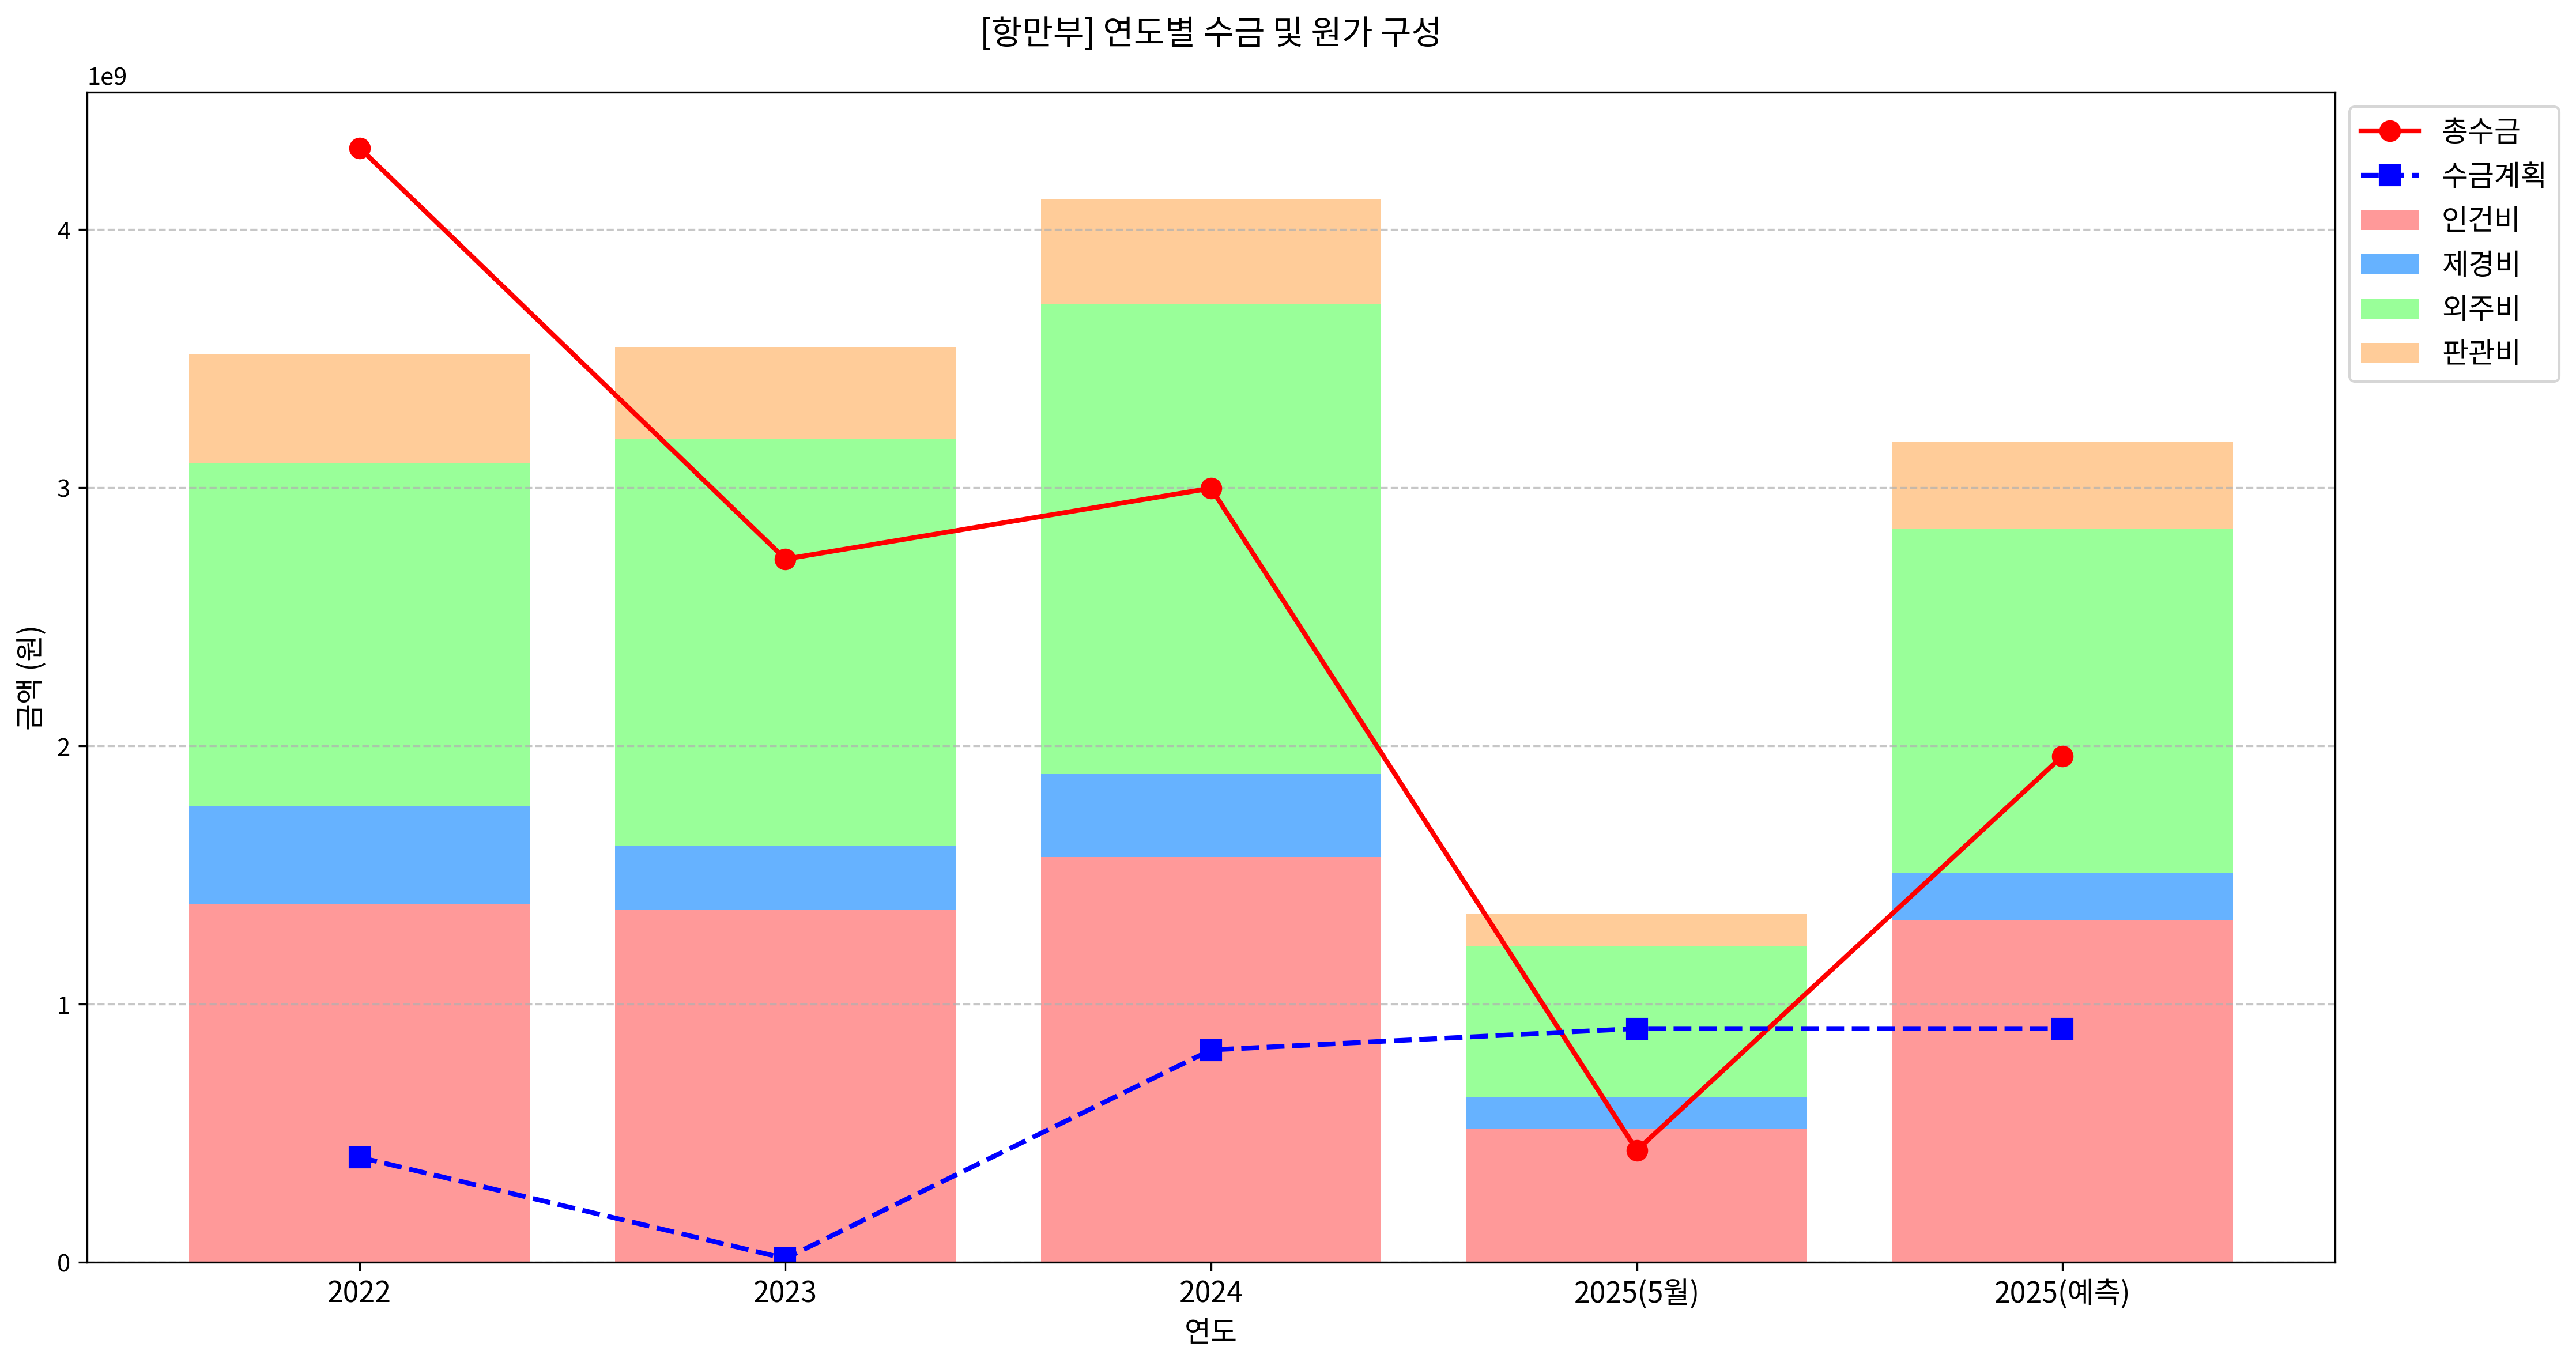 [항만부] 연도별 수금 및 원가 구성
1e9
4
3
2
1
0
금액 (원)
2022
2023
2024
2025(5월)
2025(예측)
연도
총수금
수금계획
인건비
제경비
외주비
판관비